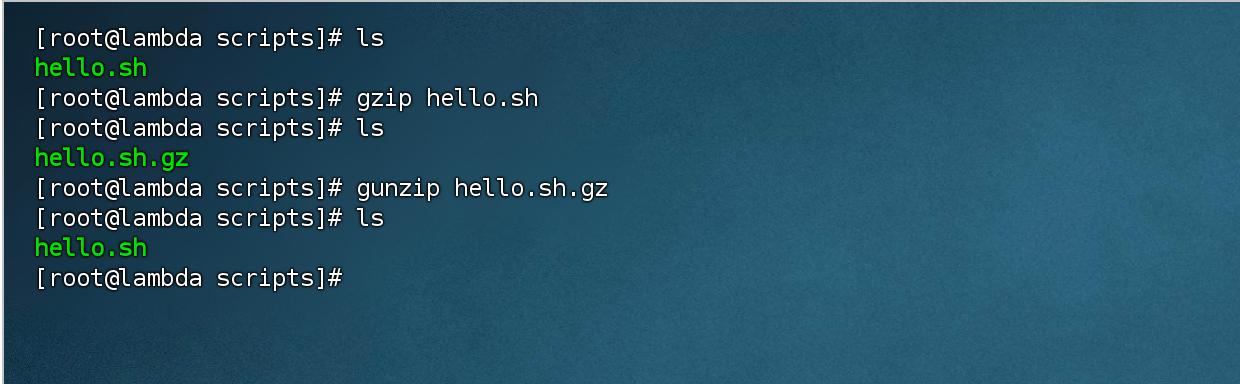 [root@lambda scripts]# ls
hello.sh
[root@lambda scripts]# gzip hello.sh
[root@lambda scripts]# ls
hello.sh.gz
[root@lambda scripts]# gunzip hello.sh.gz
[root@lambda scripts]# ls
hello.sh
[root@lambda scripts]#